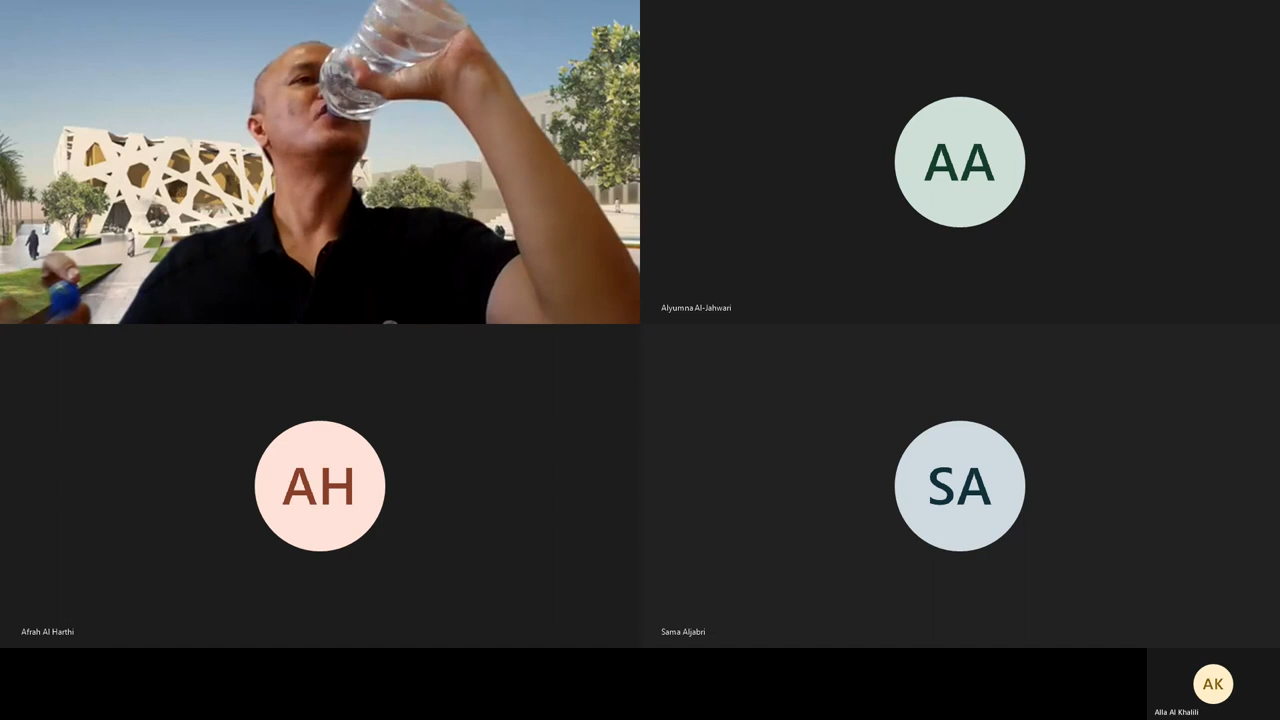 AA
Alyumna Al-Jahwari
AH
SA
Afrah Al Harthi
Sama Aljabri
AK
Alla Al Khalili